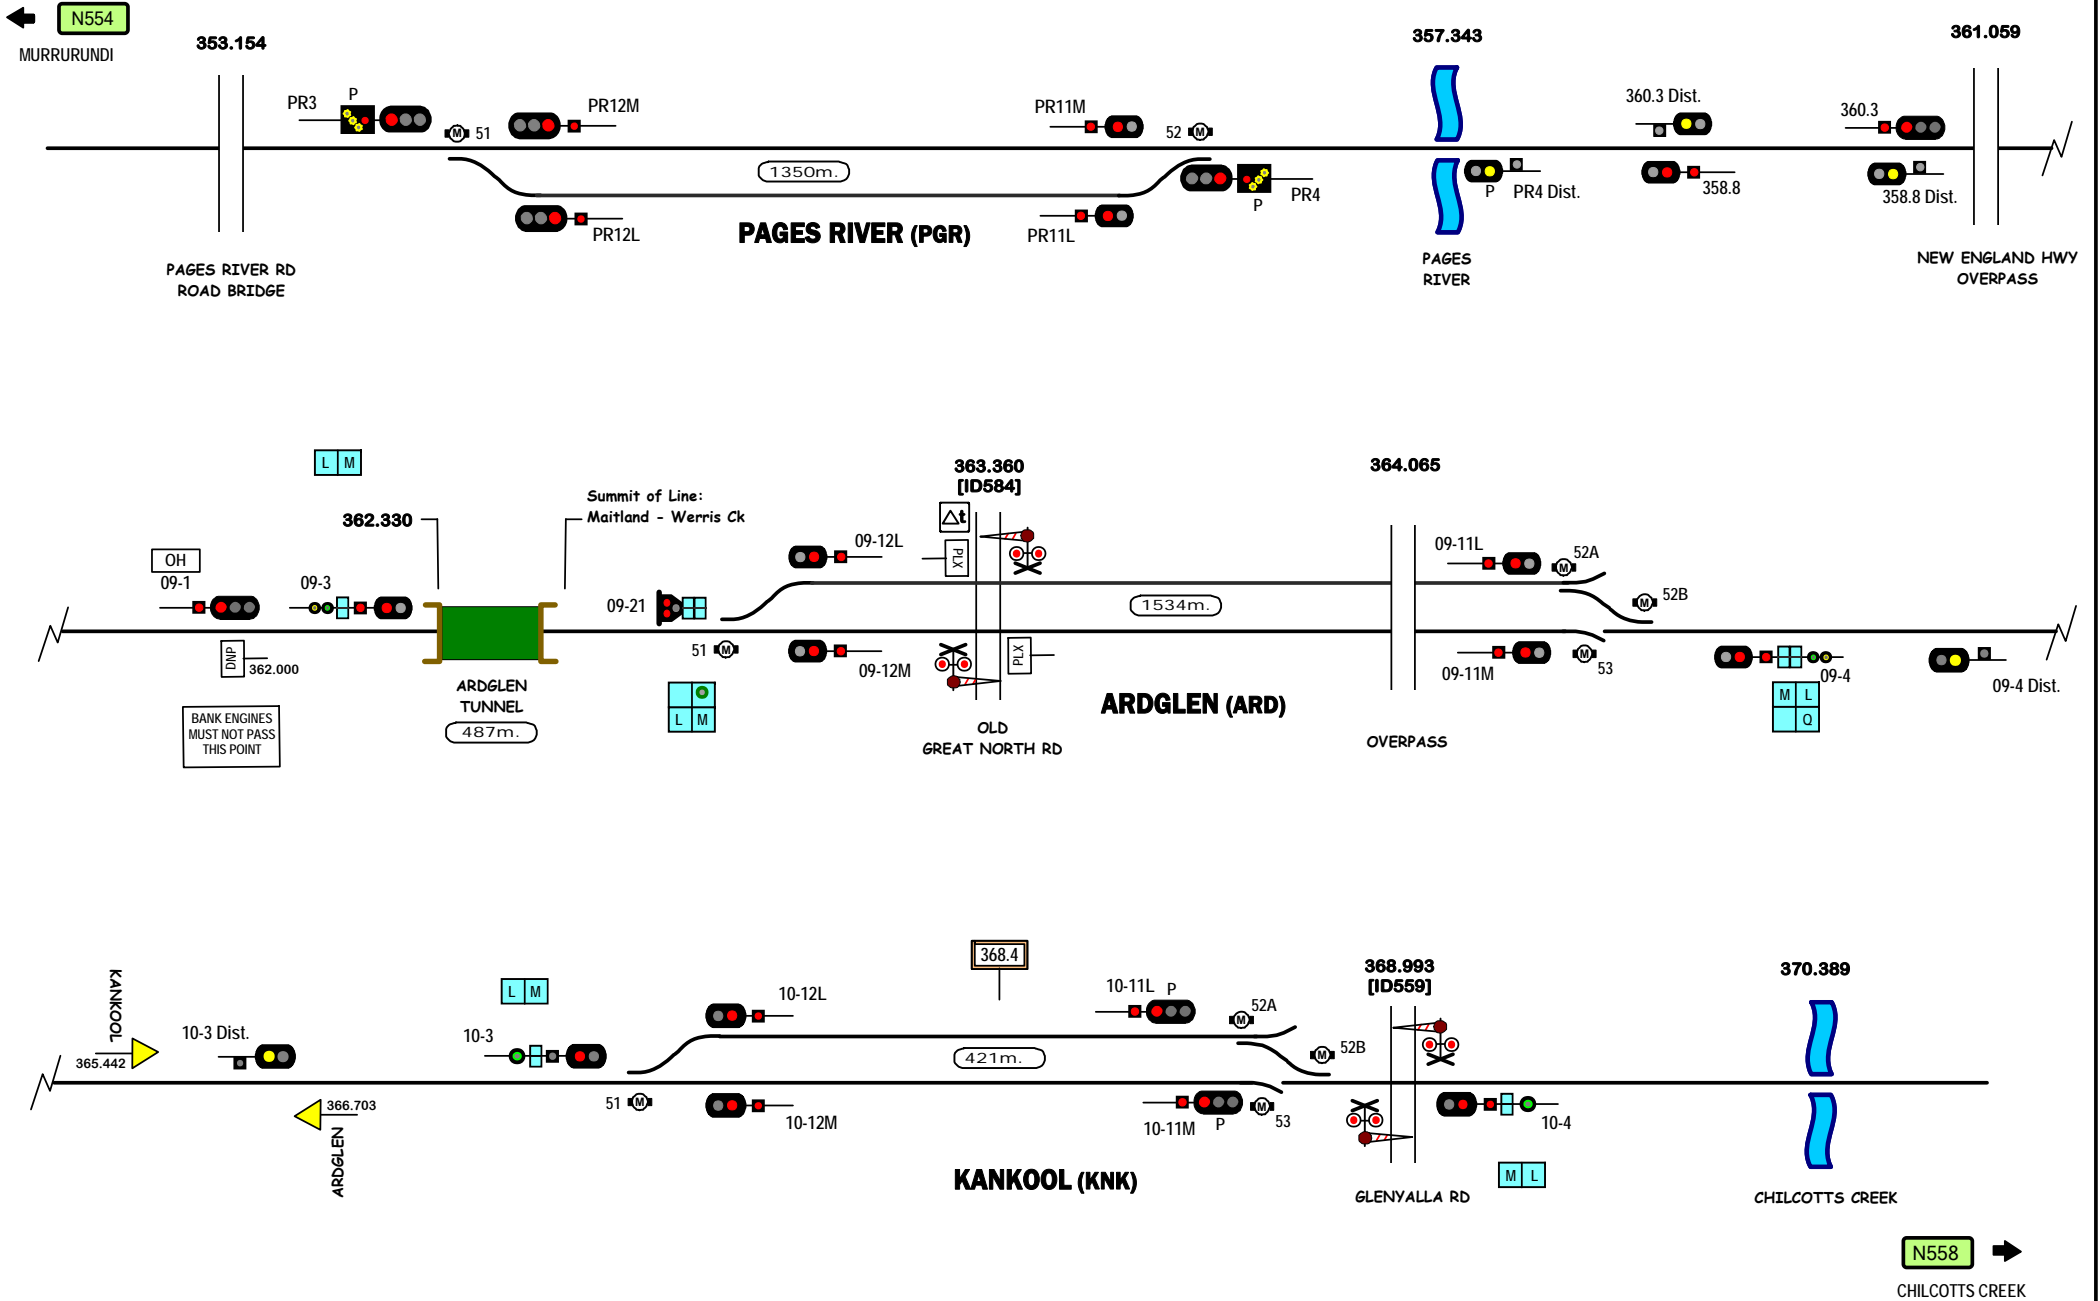 N554
MURRURUNDI
353.154
357.343
361.059
PR3
P
51
PR12M
PR11M
52
360.3 Dist.
360.3
1350m.
PR4
P
P
PR4 Dist.
358.8
358.8 Dist.
PR12L
PAGES RIVER (PGR)
PR11L
PAGES RIVER RD
ROAD BRIDGE
PAGES
RIVER
NEW ENGLAND HWY
OVERPASS
L M
362.330
Summit of Line:
Maitland - Werris Ck
363.360
[ID584]
364.065
Δt
OH
09-1
09-3
09-21
09-12L
PLX
09-11L
52A
1534m.
52B
DNP
362.000
51
09-12M
PLX
09-11M
53
09-4
09-4 Dist.
BANK ENGINES
MUST NOT PASS
THIS POINT
ARDGLEN
TUNNEL
487m.
L M
OLD
GREAT NORTH RD
ARDGLEN (ARD)
OVERPASS
M L
Q
KANKOOL
365.442
10-3 Dist.
L M
10-3
10-12L
368.4
10-11L
P
52A
368.993
[ID559]
370.389
421m.
52B
366.703
ARDGLEN
51
10-12M
10-11M
P
53
10-4
KANKOOL (KNK)
GLENYALLA RD
M L
CHILCOTTS CREEK
N558
CHILCOTTS CREEK